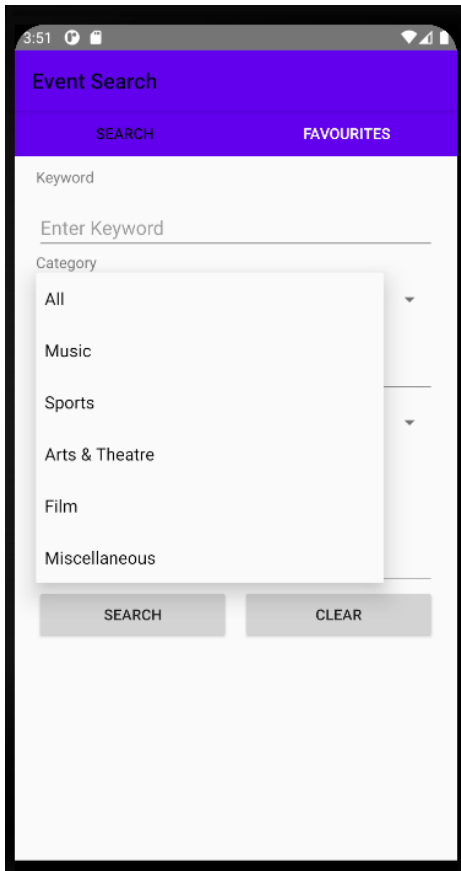 3:51
Event Search
SEARCH FAVOURITES
Keyword
Enter Keyword
Category
All
Music
Sports
Arts & Theatre
Film
Miscellaneous
SEARCH CLEAR